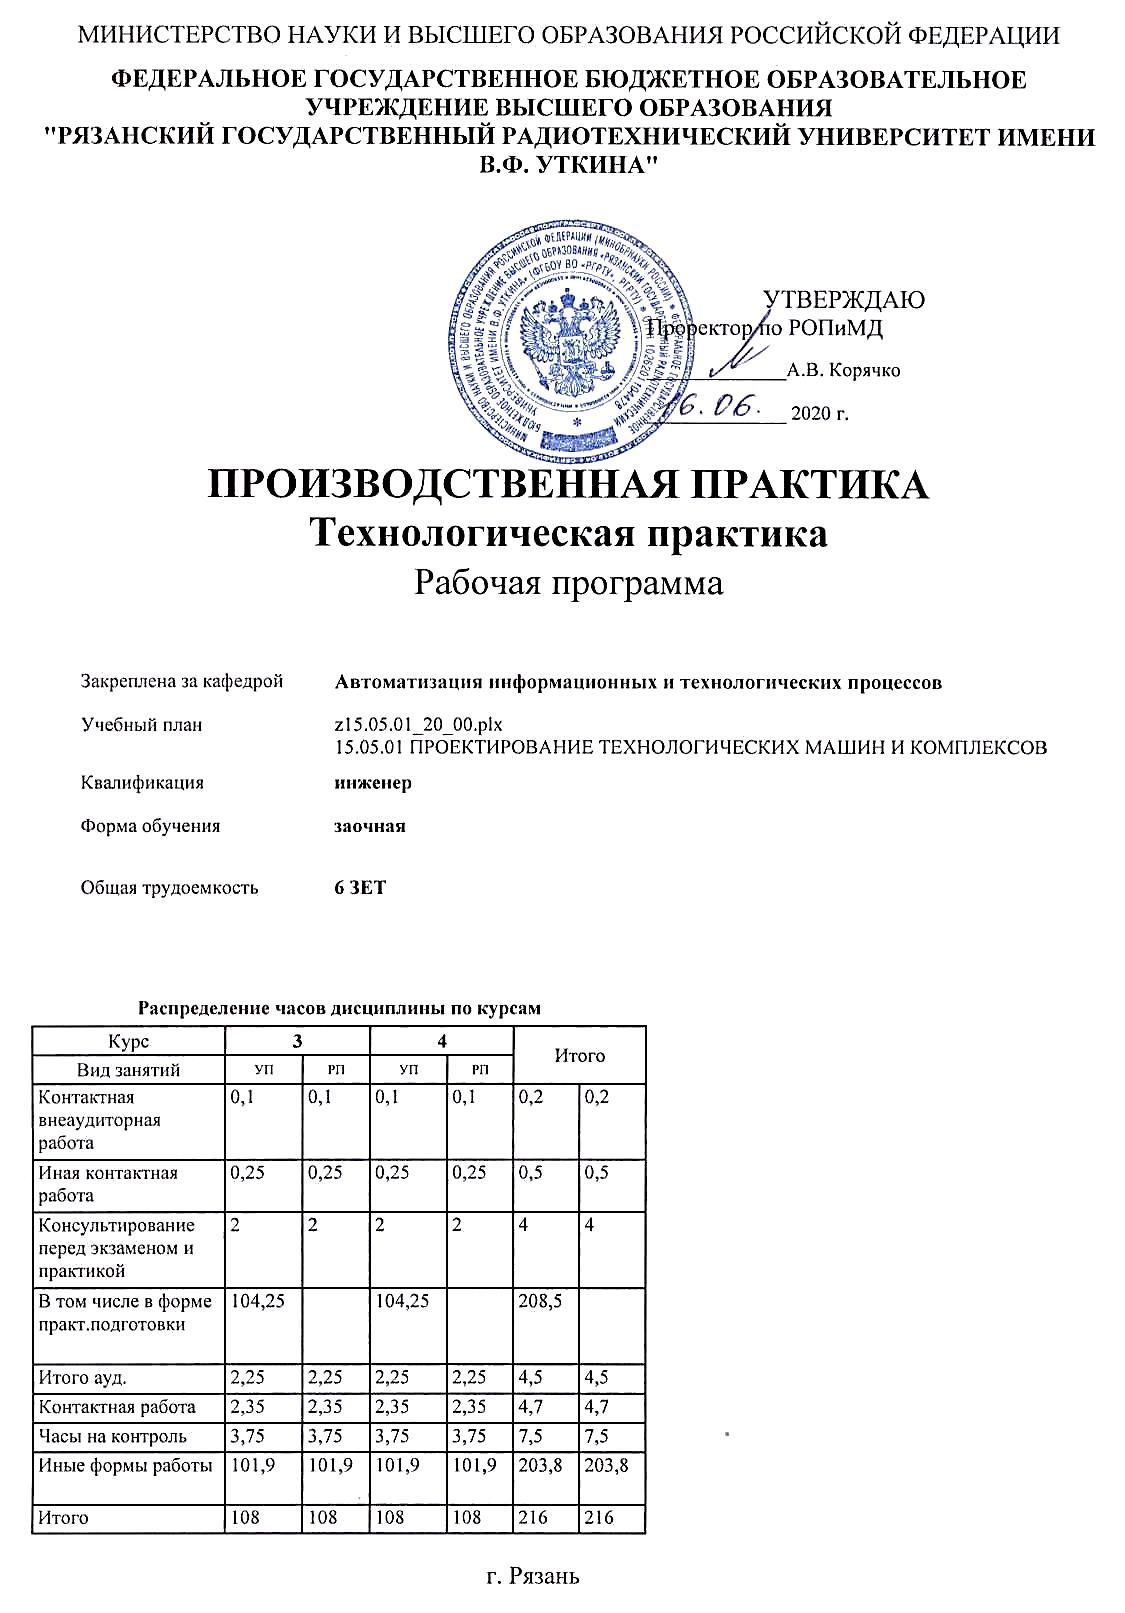 МИНИСТЕРСТВО НАУКИ И ВЫСШЕГО ОБРАЗОВАНИЯ РОССИЙСКОЙ ФЕДЕРАЦИИ
ФЕДЕРАЛЬНОЕ ГОСУДАРСТВЕННОЕ БЮДЖЕТНОЕ ОБРАЗОВАТЕЛЬНОЕ
УЧРЕЖДЕНИЕ ВЫСШЕГО ОБРАЗОВАНИЯ
"РЯЗАНСКИЙ ГОСУДАРСТВЕННЫЙ РАДИОТЕХНИЧЕСКИЙ УНИВЕРСИТЕТ ИМЕНИ
В.Ф. УТКИНА"
УТВЕРЖДАЮ
Проректор по РОПиМД
А.В. Корячко
16.06. 2020 г.
ПРОИЗВОДСТВЕННАЯ ПРАКТИКА
Технологическая практика
Рабочая программа
Закреплена за кафедрой Автоматизация информационных и технологических процессов
Учебный план z15.05.01_20_00.plx
15.05.01 ПРОЕКТИРОВАНИЕ ТЕХНОЛОГИЧЕСКИХ МАШИН И КОМПЛЕКСОВ
Квалификация инженер
Форма обучения заочная
Общая трудоемкость 6 ЗЕТ
Распределение часов дисциплины по курсам
Курс 3 4 Итого
Вид занятий УП РП УП РП
Контактная 0,1 0,1 0,1 0,1 0,2 0,2
внеаудиторная
работа
Иная контактная 0,25 0,25 0,25 0,25 0,5 0,5
работа
Консультирование 2 2 2 2 4 4
перед экзаменом и
практикой
В том числе в форме 104,25 104,25 208,5
практ.подготовки
Итого ауд. 2,25 2,25 2,25 2,25 4,5 4,5
Контактная работа 2,35 2,35 2,35 2,35 4,7 4,7
Часы на контроль 3,75 3,75 3,75 3,75 7,5 7,5
Иные формы работы 101,9 101,9 101,9 101,9 203,8 203,8
Итого 108 108 108 108 216 216
г. Рязань